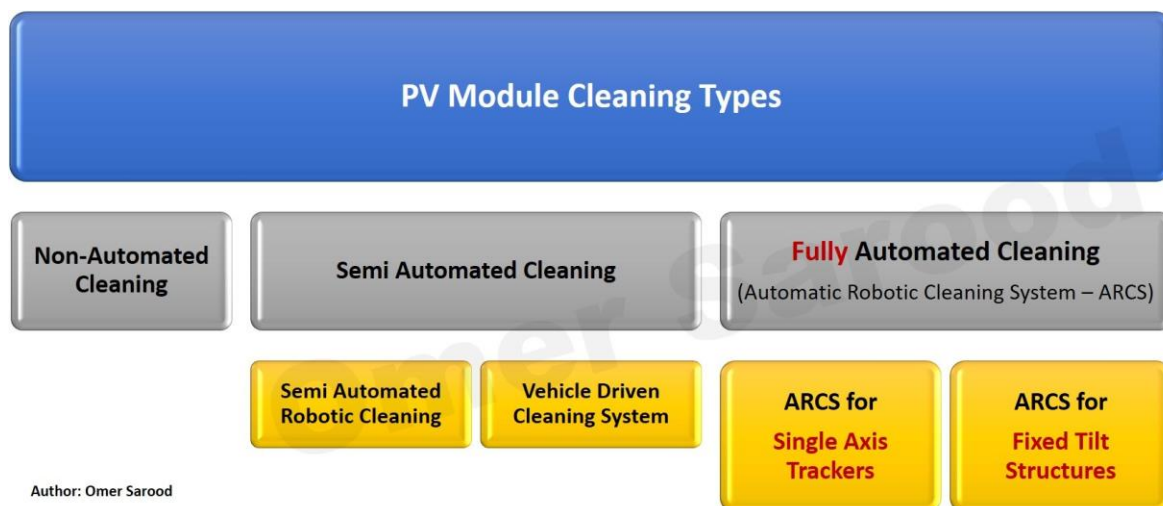 PV Module Cleaning Types
Non-Automated
Cleaning
Semi Automated Cleaning
Fully Automated Cleaning
(Automatic Robotic Cleaning System – ARCS)
Semi Automated
Robotic Cleaning
Vehicle Driven
Cleaning System
ARCS for
Single Axis
Trackers
ARCS for
Fixed Tilt
Structures
Author: Omer Sarood
Omer Sarood